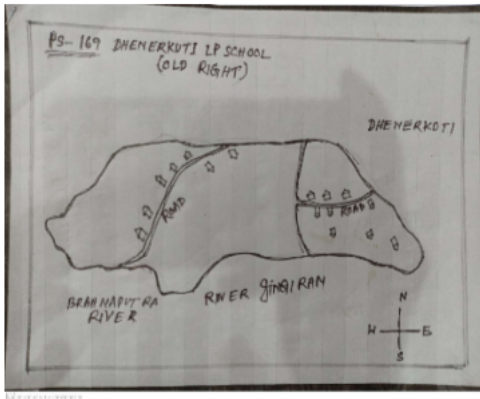 PS- 169 DHENERKUTI LP SCHOOL
(OLD RIGHT)
DHENERKUTI
ROAD
ROAD
BRAHMAPUTRA
RIVER
RIVER GINGIRAN
N
W E
S